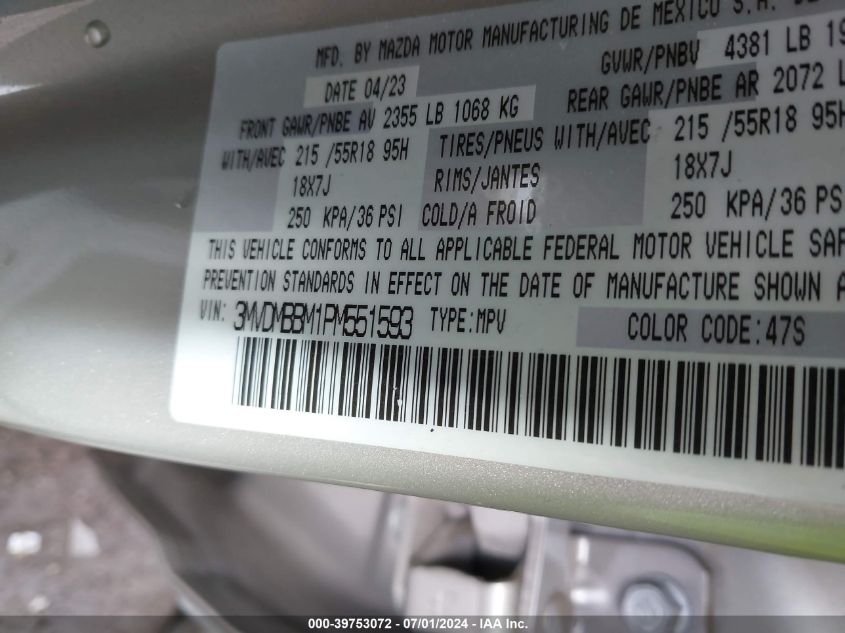 MFD. BY MAZDA MOTOR MANUFACTURING DE MEXICO S.A. DE
DATE 04/23 GVWR/PNBV 4381 LB
FRONT GAWR/PNBE AV 2355 LB 1068 KG REAR GAWR/PNBE AR 2072
WITH/AVEC 215 /55R18 95H TIRES/PNEUS WITH/AVEC 215 /55R18 95H
18X7J RIMS/JANTES 18X7J
250 KPA/36 PSI COLD/A FROID 250 KPA/36 PSI
THIS VEHICLE CONFORMS TO ALL APPLICABLE FEDERAL MOTOR VEHICLE
PREVENTION STANDARDS IN EFFECT ON THE DATE OF MANUFACTURE SHOWN
VIN: 3MVDMBBM1PM551593 TYPE:MPV COLOR CODE:47S
000-39753072 - 07/01/2024 - IAA Inc.